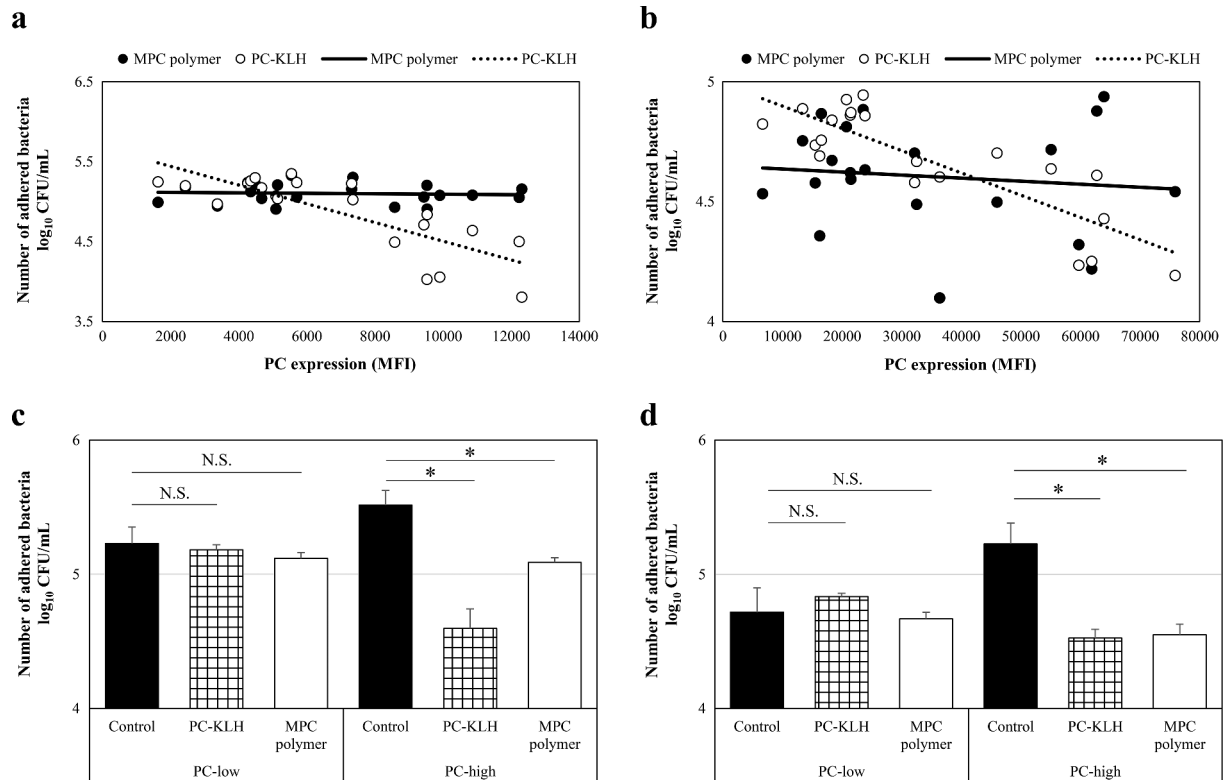 a
MPC polymer PC-KLH MPC polymer PC-KLH
6.5
5.5
4.5
3.5
0 2000 4000 6000 8000 10000 12000 14000
Number of adhered bacteria
log₁₀ CFU/mL
PC expression (MFI)
b
MPC polymer PC-KLH MPC polymer PC-KLH
5
4.5
4
0 10000 20000 30000 40000 50000 60000 70000 80000
Number of adhered bacteria
log₁₀ CFU/mL
PC expression (MFI)
c
6
5
4
Number of adhered bacteria
log₁₀ CFU/mL
N.S.
N.S.
*
*
Control PC-KLH MPC polymer Control PC-KLH MPC polymer
PC-low PC-high
d
6
5
4
Number of adhered bacteria
log₁₀ CFU/mL
N.S.
N.S.
*
*
Control PC-KLH MPC polymer Control PC-KLH MPC polymer
PC-low PC-high